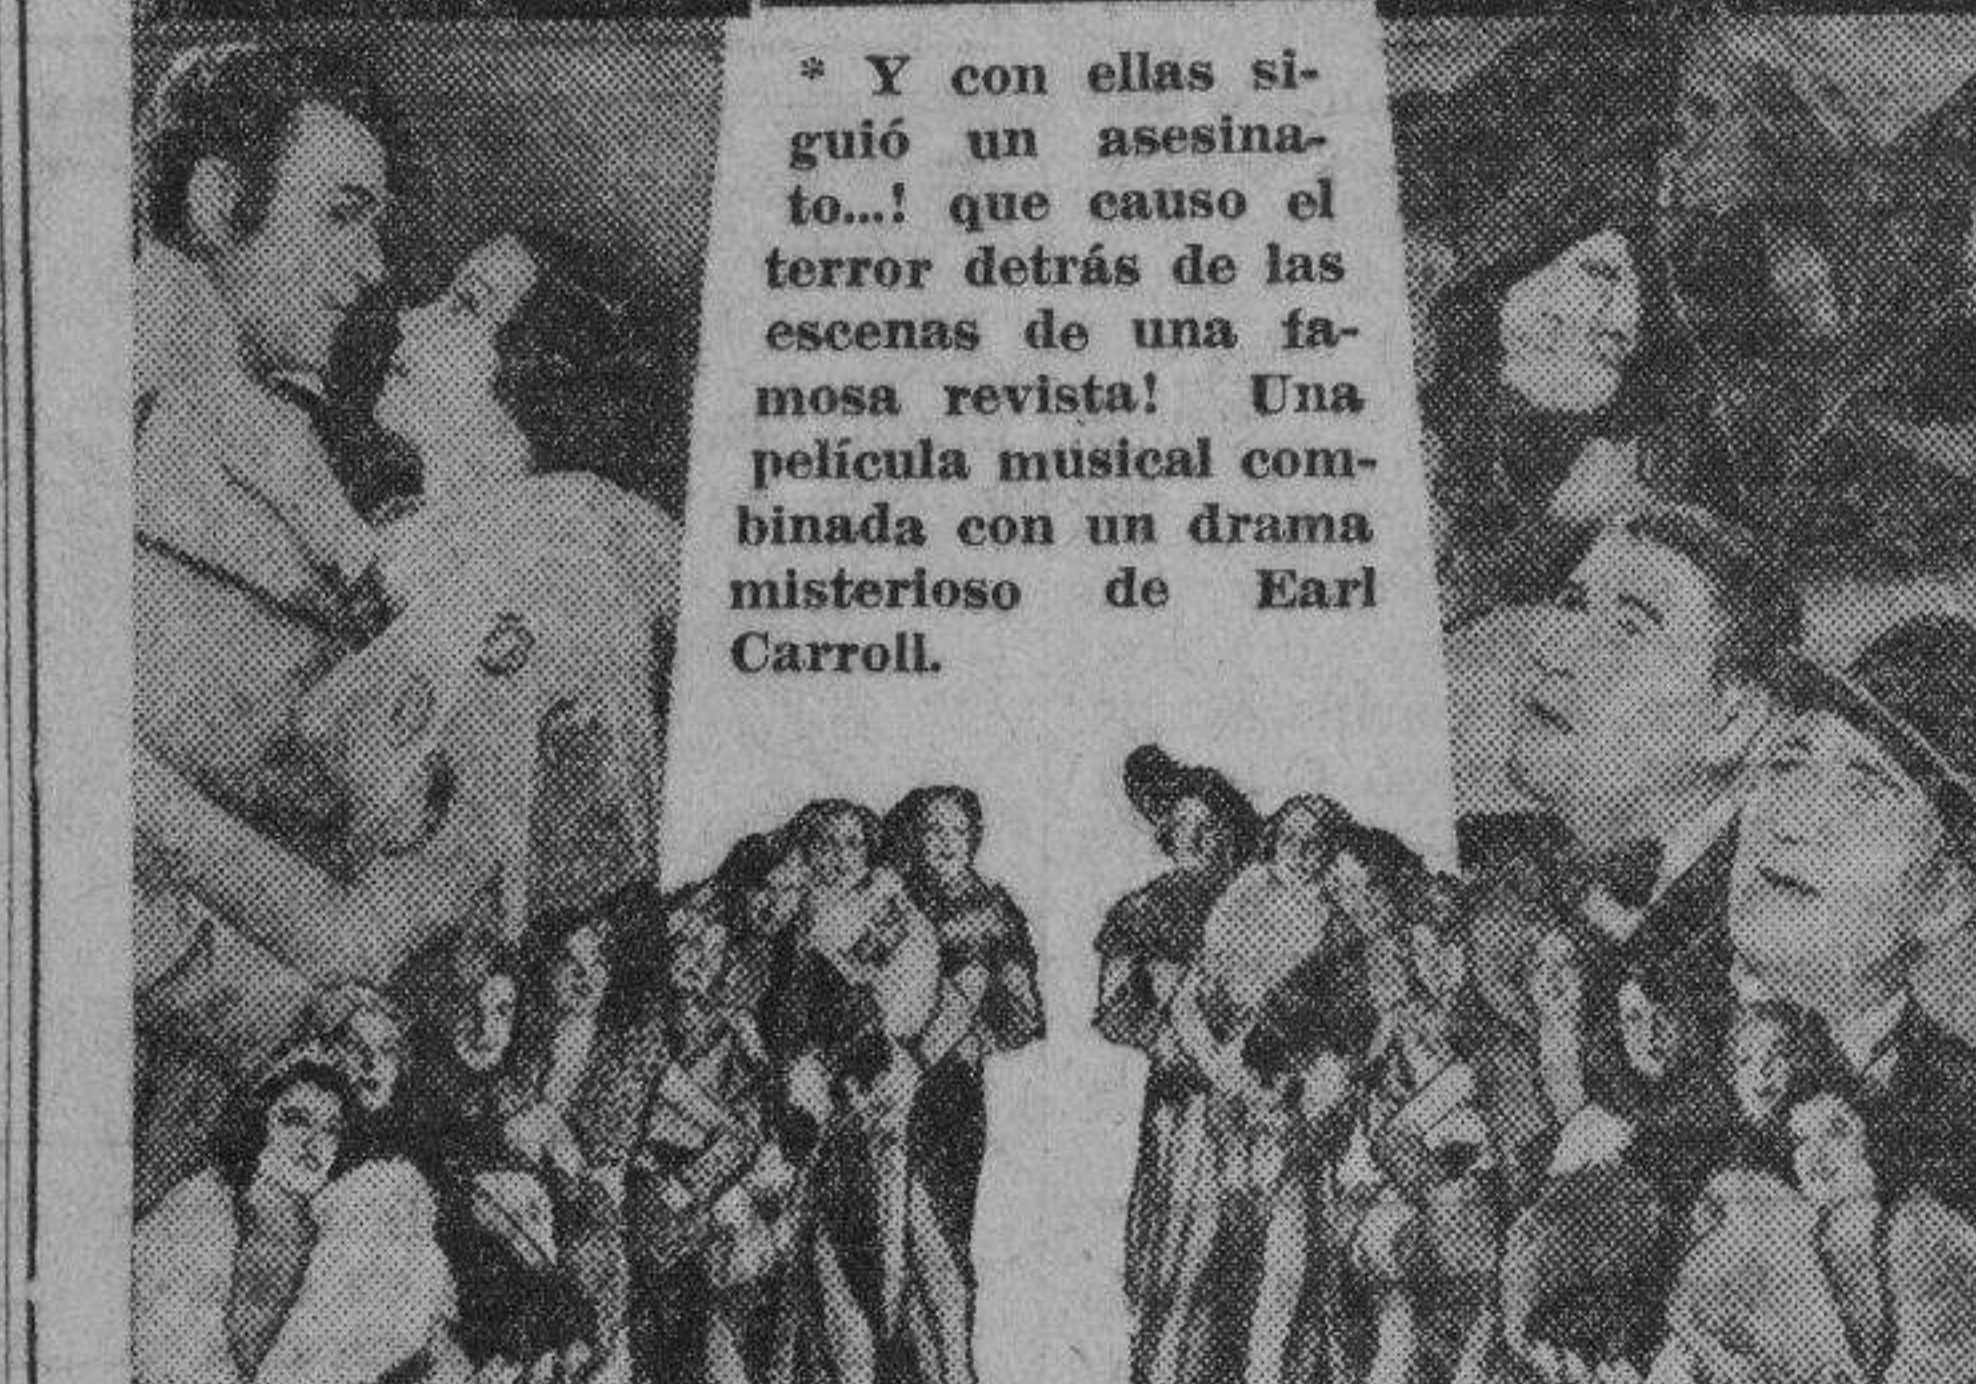 * Y con ellas si-
guió un asesina-
to...! que causo el
terror detrás de las
escenas de una fa-
mosa revista! Una
película musical com-
binada con un drama
misterioso de Earl
Carroll.